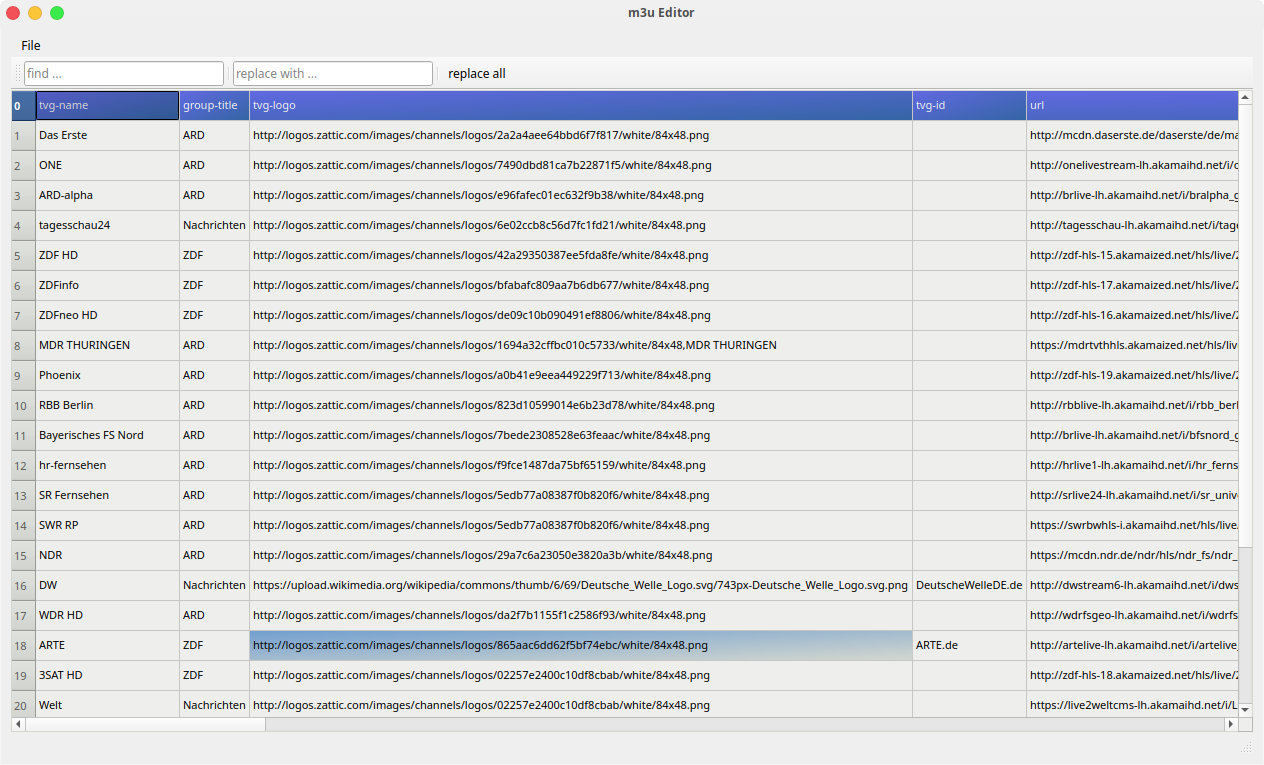 m3u Editor
File
find ... replace with ... replace all
0 tvg-name group-title tvg-logo tvg-id url
1 Das Erste ARD http://logos.zattic.com/images/channels/logos/2a2a4aee64bbd6f7f817/white/84x48.png http://mcdn.daserste.de/daserste/de/ma
2 ONE ARD http://logos.zattic.com/images/channels/logos/7490dbd81ca7b22871f5/white/84x48.png http://onelivestream-lh.akamaihd.net/i/o
3 ARD-alpha ARD http://logos.zattic.com/images/channels/logos/e96fafec01ec632f9b38/white/84x48.png http://brlive-lh.akamaihd.net/i/bralpha_g
4 tagesschau24 Nachrichten http://logos.zattic.com/images/channels/logos/6e02ccb8c56d7fc1fd21/white/84x48.png http://tagesschau-lh.akamaihd.net/i/tage
5 ZDF HD ZDF http://logos.zattic.com/images/channels/logos/42a29350387ee5fda8fe/white/84x48.png http://zdf-hls-15.akamaized.net/hls/live/2
6 ZDFinfo ZDF http://logos.zattic.com/images/channels/logos/bfabafc809aa7b6db677/white/84x48.png http://zdf-hls-17.akamaized.net/hls/live/2
7 ZDFneo HD ZDF http://logos.zattic.com/images/channels/logos/de09c10b090491ef8806/white/84x48.png http://zdf-hls-16.akamaized.net/hls/live/2
8 MDR THURINGEN ARD http://logos.zattic.com/images/channels/logos/1694a32cffbc010c5733/white/84x48,MDR THURINGEN https://mdrtvthhls.akamaized.net/hls/liv
9 Phoenix ARD http://logos.zattic.com/images/channels/logos/a0b41e9eea449229f713/white/84x48.png http://zdf-hls-19.akamaized.net/hls/live/2
10 RBB Berlin ARD http://logos.zattic.com/images/channels/logos/823d10599014e6b23d78/white/84x48.png http://rbblive-lh.akamaihd.net/i/rbb_berl
11 Bayerisches FS Nord ARD http://logos.zattic.com/images/channels/logos/7bede2308528e63feaac/white/84x48.png http://brlive-lh.akamaihd.net/i/bfsnord_g
12 hr-fernsehen ARD http://logos.zattic.com/images/channels/logos/f9fce1487da75bf65159/white/84x48.png http://hrlive1-lh.akamaihd.net/i/hr_ferns
13 SR Fernsehen ARD http://logos.zattic.com/images/channels/logos/5edb77a08387f0b820f6/white/84x48.png http://srlive24-lh.akamaihd.net/i/sr_univ
14 SWR RP ARD http://logos.zattic.com/images/channels/logos/5edb77a08387f0b820f6/white/84x48.png https://swrbwhls-i.akamaihd.net/hls/live/
15 NDR ARD http://logos.zattic.com/images/channels/logos/29a7c6a23050e3820a3b/white/84x48.png https://mcdn.ndr.de/ndr/hls/ndr_fs/ndr_
16 DW Nachrichten https://upload.wikimedia.org/wikipedia/commons/thumb/6/69/Deutsche_Welle_Logo.svg/743px-Deutsche_Welle_Logo.svg.png DeutscheWelleDE.de http://dwstream6-lh.akamaihd.net/i/dws
17 WDR HD ARD http://logos.zattic.com/images/channels/logos/da2f7b1155f1c2586f93/white/84x48.png http://wdrfsgeo-lh.akamaihd.net/i/wdrfs
18 ARTE ZDF http://logos.zattic.com/images/channels/logos/865aac6dd62f5bf74ebc/white/84x48.png ARTE.de http://artelive-lh.akamaihd.net/i/artelive_
19 3SAT HD ZDF http://logos.zattic.com/images/channels/logos/02257e2400c10df8cbab/white/84x48.png http://zdf-hls-18.akamaized.net/hls/live/2
20 Welt Nachrichten http://logos.zattic.com/images/channels/logos/02257e2400c10df8cbab/white/84x48.png https://live2weltcms-lh.akamaihd.net/i/L